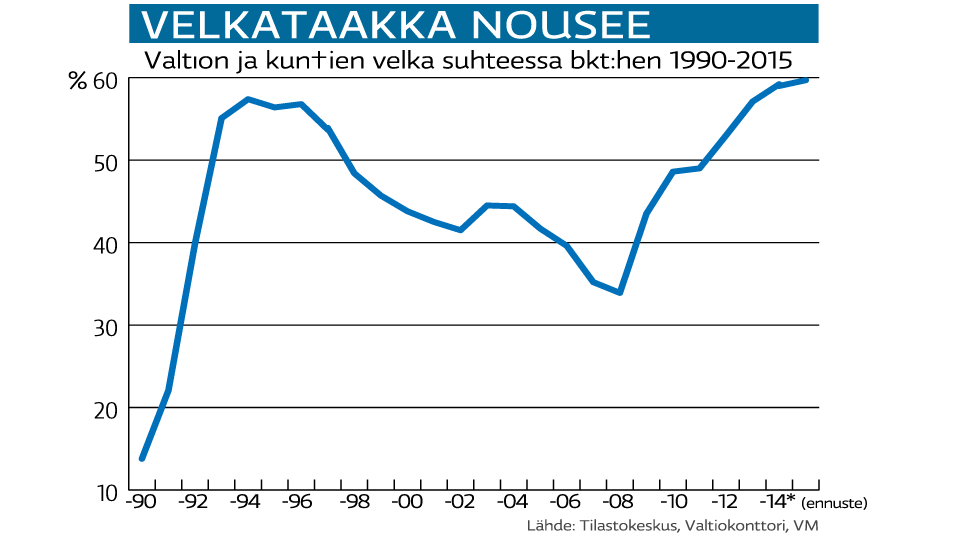 VELKATAAKKA NOUSEE
Valtion ja kuntien velka suhteessa bkt:hen 1990-2015
% 60
50
40
30
20
10
-90 -92 -94 -96 -98 -00 -02 -04 -06 -08 -10 -12 -14* (ennuste)
Lähde: Tilastokeskus, Valtiokonttori, VM